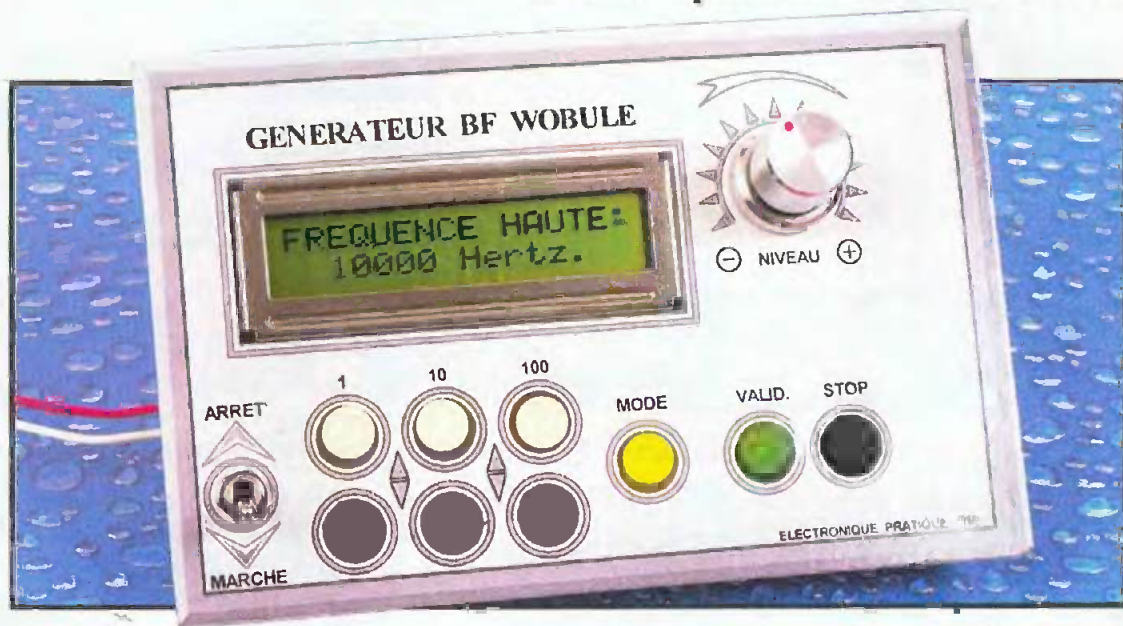 GENERATEUR BF WOBULE
FREQUENCE HAUTE:
10000 Hertz.
⊖ NIVEAU ⊕
1 10 100
ARRET
MARCHE
MODE
VALID. STOP
ELECTRONIQUE PRATIQUE